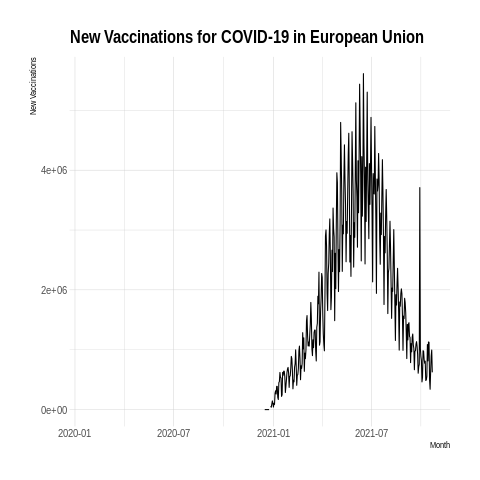 New Vaccinations for COVID-19 in European Union
New Vaccinations
4e+06
2e+06
0e+00
2020-01 2020-07 2021-01 2021-07
Month